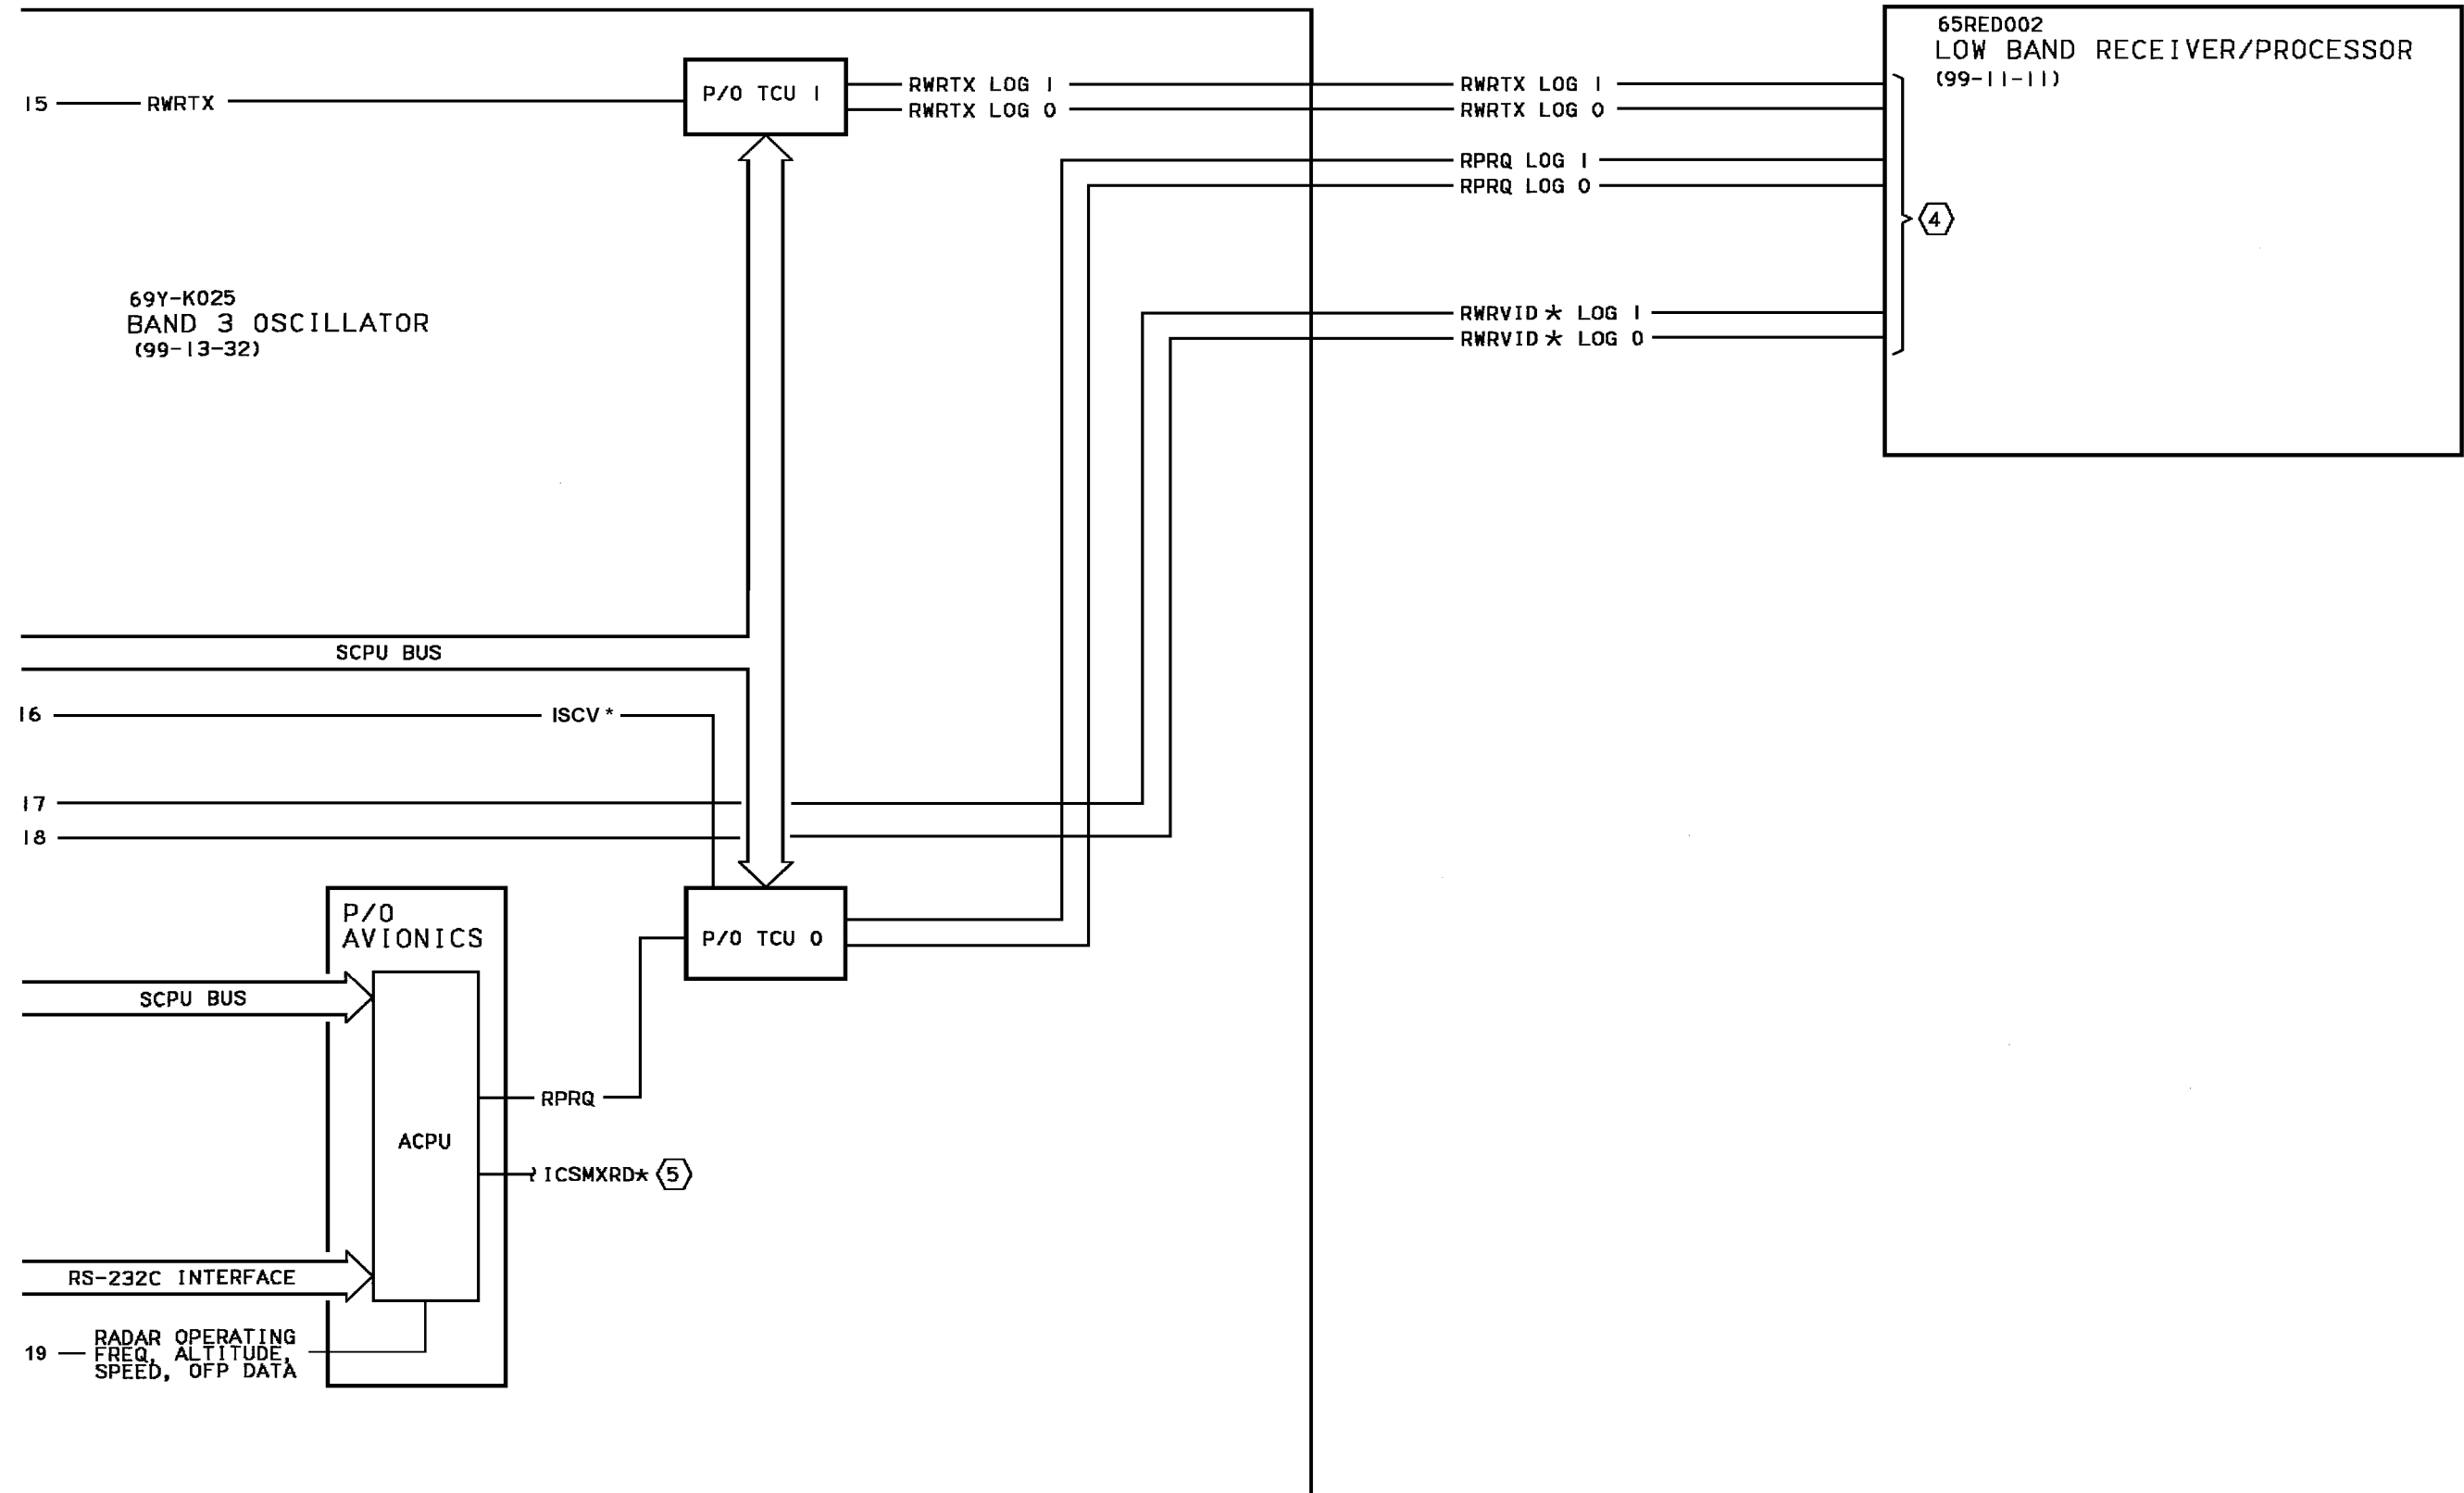 65RED002
LOW BAND RECEIVER/PROCESSOR
(99-11-11)
15 RWRTX P/O TCU 1 RWRTX LOG 1 RWRTX LOG 1
RWRTX LOG 0 RWRTX LOG 0
RPRQ LOG 1
RPRQ LOG 0
4
69Y-K025
BAND 3 OSCILLATOR
(99-13-32)
RWRVID* LOG 1
RWRVID* LOG 0
SCPU BUS
16 ISCV*
17
18
P/O
AVIONICS
P/O TCU 0
SCPU BUS
RPRQ
ACPU
ICSMXRD* 5
RS-232C INTERFACE
19 RADAR OPERATING
FREQ, ALTITUDE,
SPEED, OFP DATA